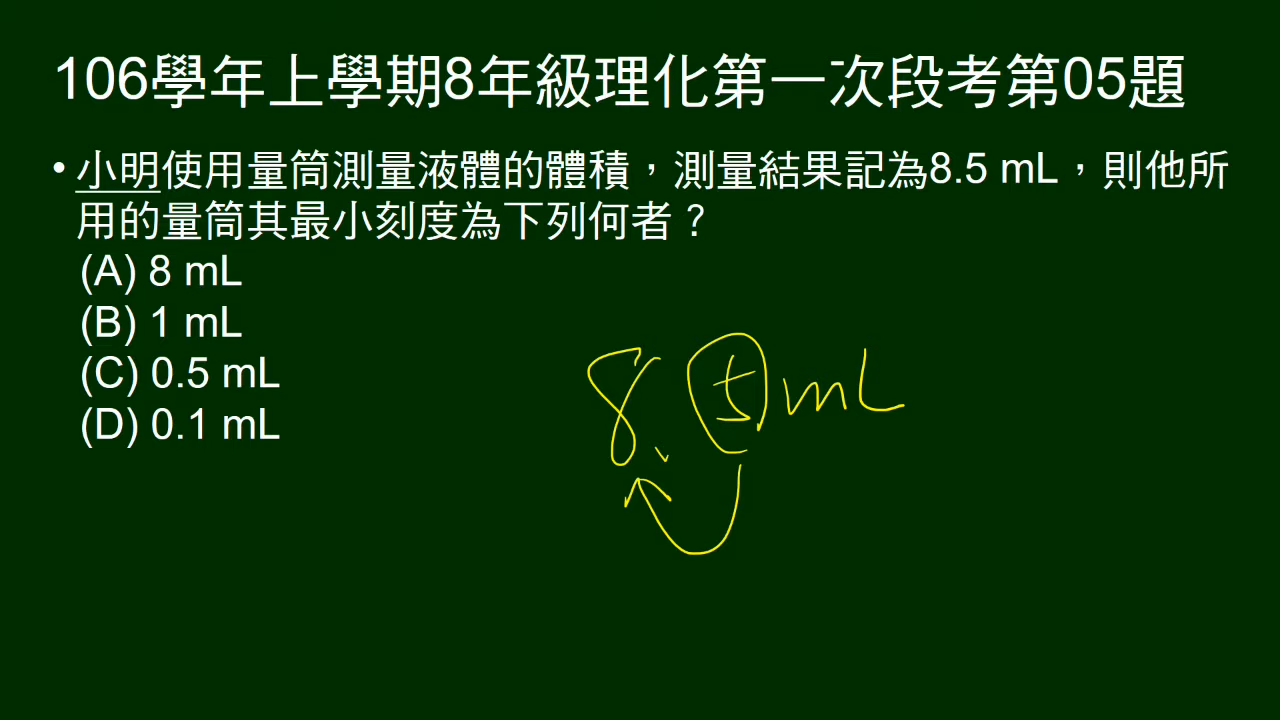 106學年上學期8年級理化第一次段考第05題
• 小明使用量筒測量液體的體積，測量結果記為8.5 mL，則他所
用的量筒其最小刻度為下列何者？
(A) 8 mL
(B) 1 mL
(C) 0.5 mL
(D) 0.1 mL
8.5 mL